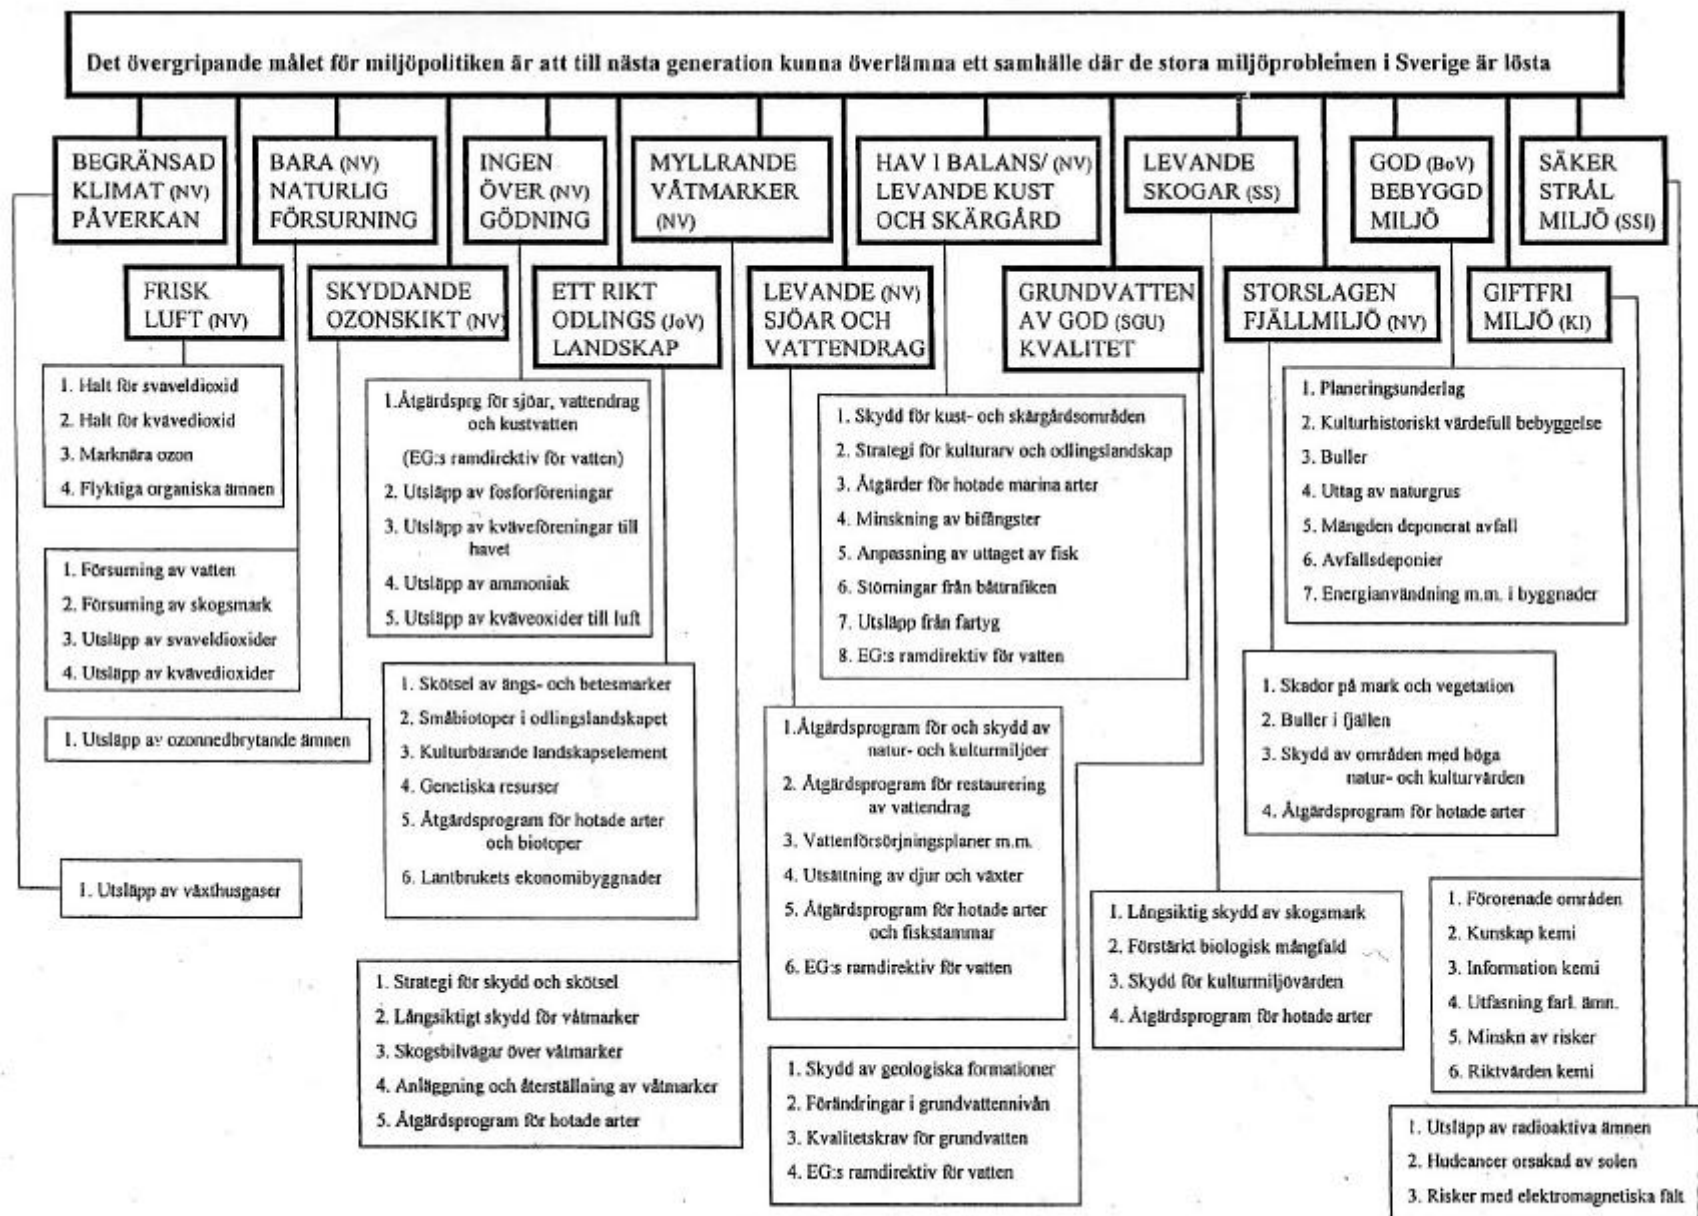 Det övergripande målet för miljöpolitiken är att till nästa generation kunna överlämna ett samhälle där de stora miljöproblemen i Sverige är lösta
BEGRÄNSAD
KLIMAT (NV)
PÅVERKAN
BARA (NV)
NATURLIG
FÖRSURNING
INGEN
ÖVER (NV)
GÖDNING
MYLLRANDE
VÅTMARKER
(NV)
HAV I BALANS/ (NV)
LEVANDE KUST
OCH SKÄRGÅRD
LEVANDE
SKOGAR (SS)
GOD (BoV)
BEBYGGD
MILJÖ
SÄKER
STRÅL
MILJÖ (SSI)
FRISK
LUFT (NV)
SKYDDANDE
OZONSKIKT (NV)
ETT RIKT
ODLINGS (JoV)
LANDSKAP
LEVANDE (NV)
SJÖAR OCH
VATTENDRAG
GRUNDVATTEN
AV GOD (SGU)
KVALITET
STORSLAGEN
FJÄLLMILJÖ (NV)
GIFTFRI
MILJÖ (KI)
1. Halt för svaveldioxid
2. Halt för kvävedioxid
3. Marknära ozon
4. Flyktiga organiska ämnen
1. Försurning av vatten
2. Försurning av skogsmark
3. Utsläpp av svaveldioxider
4. Utsläpp av kvävedioxider
1. Utsläpp av ozonnedbrytande ämnen
1. Utsläpp av växthusgaser
1.Åtgärdsprg för sjöar, vattendrag
och kustvatten
(EG:s ramdirektiv för vatten)
2. Utsläpp av fosforföreningar
3. Utsläpp av kväveföreningar till
havet
4. Utsläpp av ammoniak
5. Utsläpp av kväveoxider till luft
1. Skötsel av ängs- och betesmarker
2. Småbiotoper i odlingslandskapet
3. Kulturbärande landskapselement
4. Genetiska resurser
5. Åtgärdsprogram för hotade arter
och biotoper
6. Lantbrukets ekonomibyggnader
1. Strategi för skydd och skötsel
2. Långsiktigt skydd för våtmarker
3. Skogsbilvägar över våtmarker
4. Anläggning och återställning av våtmarker
5. Åtgärdsprogram för hotade arter
1. Skydd för kust- och skärgårdsområden
2. Strategi för kulturarv och odlingslandskap
3. Åtgärder för hotade marina arter
4. Minskning av bifångster
5. Anpassning av uttaget av fisk
6. Störningar från båttrafiken
7. Utsläpp från fartyg
8. EG:s ramdirektiv för vatten
1.Åtgärdsprogram för och skydd av
natur- och kulturmiljöer
2. Åtgärdsprogram för restaurering
av vattendrag
3. Vattenförsörjningsplaner m.m.
4. Utsättning av djur och växter
5. Åtgärdsprogram för hotade arter
och fiskstammar
6. EG:s ramdirektiv för vatten
1. Skydd av geologiska formationer
2. Förändringar i grundvattennivån
3. Kvalitetskrav för grundvatten
4. EG:s ramdirektiv för vatten
1. Planeringsunderlag
2. Kulturhistoriskt värdefull bebyggelse
3. Buller
4. Uttag av naturgrus
5. Mängden deponerat avfall
6. Avfallsdeponier
7. Energianvändning m.m. i byggnader
1. Skador på mark och vegetation
2. Buller i fjällen
3. Skydd av områden med höga
natur- och kulturvärden
4. Åtgärdsprogram för hotade arter
1. Långsiktig skydd av skogsmark
2. Förstärkt biologisk mångfald
3. Skydd för kulturmiljövärden
4. Åtgärdsprogram för hotade arter
1. Förorenade områden
2. Kunskap kemi
3. Information kemi
4. Utfasning farl. ämn.
5. Minskn av risker
6. Riktvärden kemi
1. Utsläpp av radioaktiva ämnen
2. Hudcancer orsakad av solen
3. Risker med elektromagnetiska fält